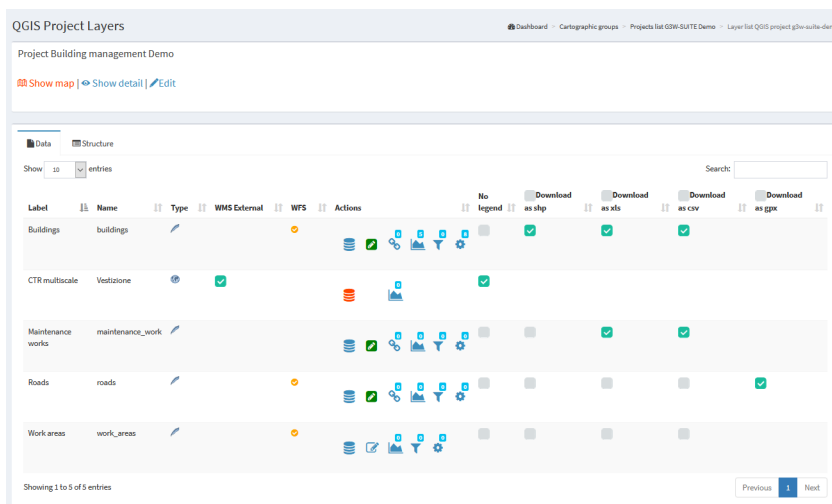 QGIS Project Layers
Dashboard > Cartographic groups > Projects list G3W-SUITE Demo > Layer list QGIS project g3w-suite-dem
Project Building management Demo
Show map | Show detail | Edit
Data Structure
Show 10 entries
Search:
Label Name Type WMS External WFS Actions No legend Download as shp Download as xls Download as csv Download as gpx
Buildings buildings
CTR multiscale Vestizione
0
Maintenance works maintenance_work
Roads roads
Work areas work_areas
Showing 1 to 5 of 5 entries
Previous 1 Next